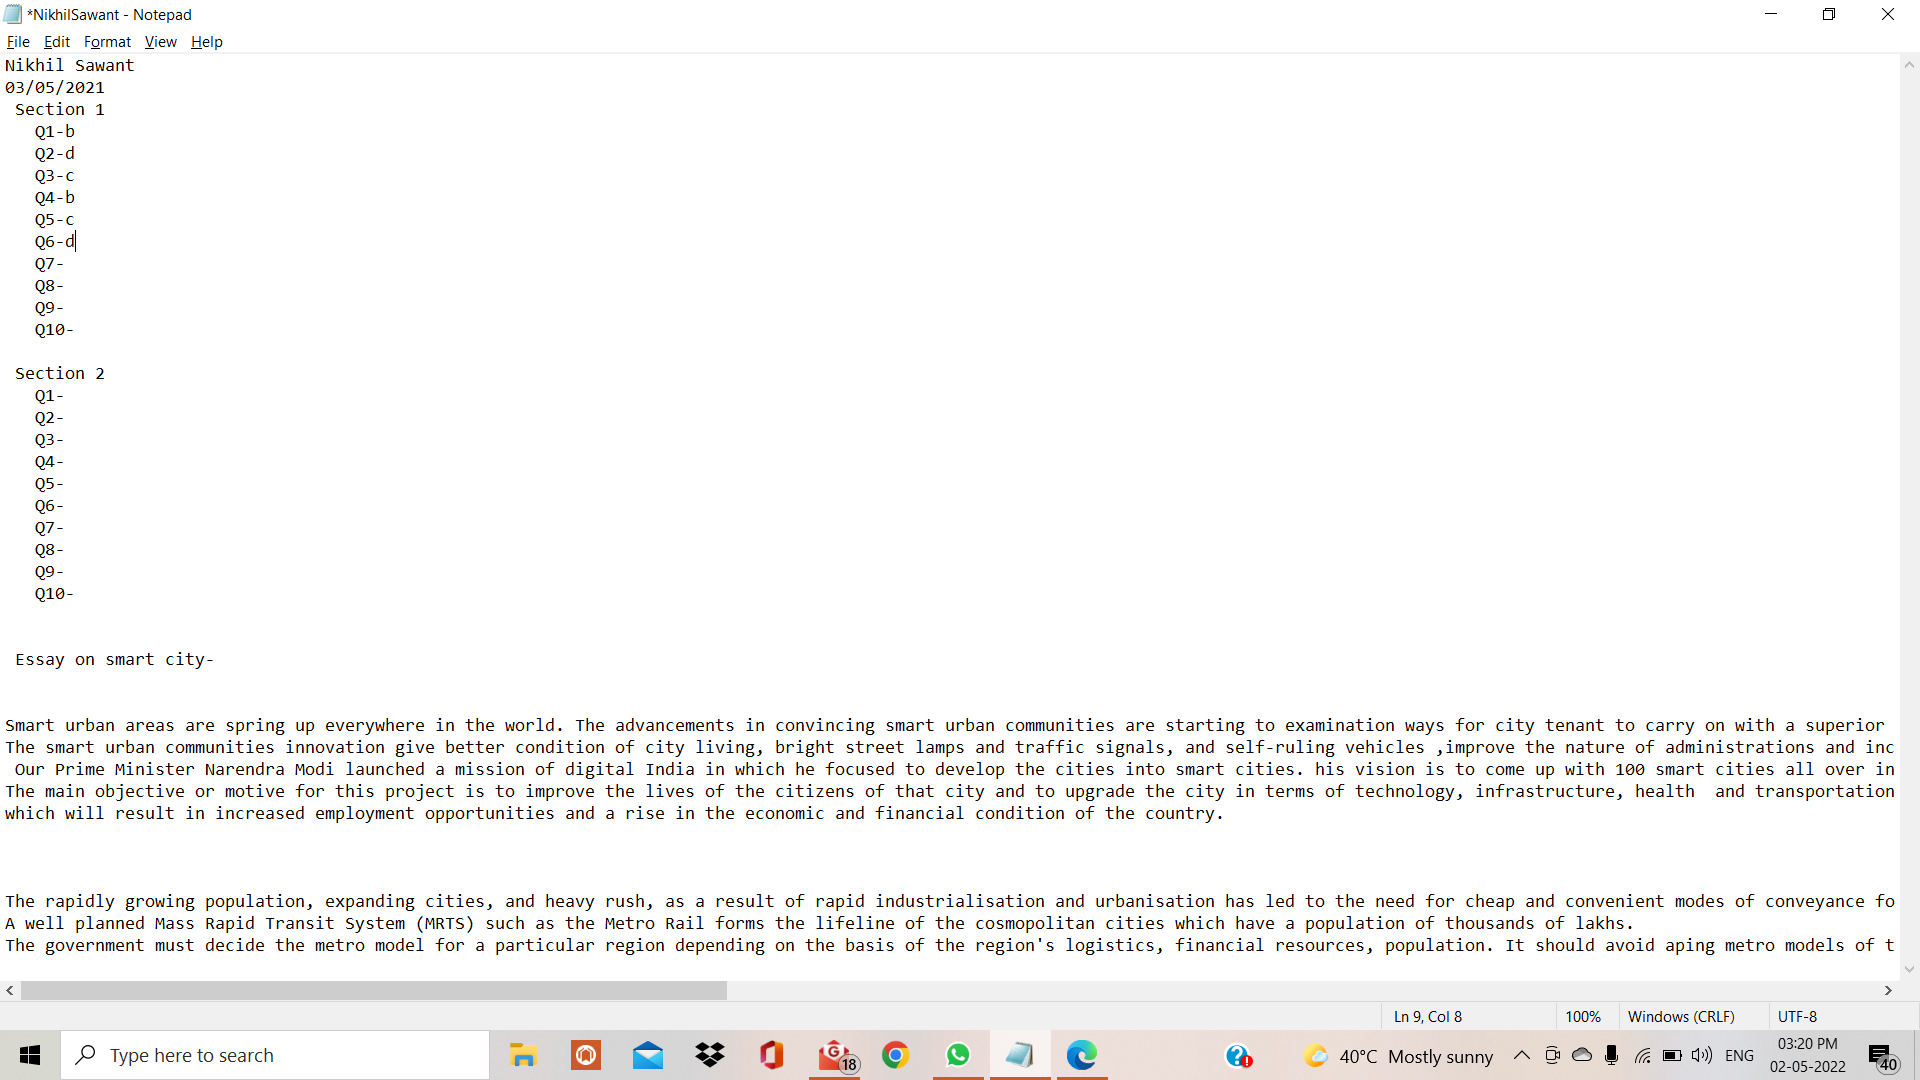 *NikhilSawant - Notepad
File Edit Format View Help
Nikhil Sawant
03/05/2021
Section 1
Q1-b
Q2-d
Q3-c
Q4-b
Q5-c
Q6-d
Q7-
Q8-
Q9-
Q10-
Section 2
Q1-
Q2-
Q3-
Q4-
Q5-
Q6-
Q7-
Q8-
Q9-
Q10-
Essay on smart city-
Smart urban areas are spring up everywhere in the world. The advancements in convincing smart urban communities are starting to examination ways for city tenant to carry on with a superior
The smart urban communities innovation give better condition of city living, bright street lamps and traffic signals, and self-ruling vehicles ,improve the nature of administrations and inc
Our Prime Minister Narendra Modi launched a mission of digital India in which he focused to develop the cities into smart cities. his vision is to come up with 100 smart cities all over in
The main objective or motive for this project is to improve the lives of the citizens of that city and to upgrade the city in terms of technology, infrastructure, health  and transportation
which will result in increased employment opportunities and a rise in the economic and financial condition of the country.
The rapidly growing population, expanding cities, and heavy rush, as a result of rapid industrialisation and urbanisation has led to the need for cheap and convenient modes of conveyance fo
A well planned Mass Rapid Transit System (MRTS) such as the Metro Rail forms the lifeline of the cosmopolitan cities which have a population of thousands of lakhs.
The government must decide the metro model for a particular region depending on the basis of the region's logistics, financial resources, population. It should avoid aping metro models of t
Ln 9, Col 8 100% Windows (CRLF) UTF-8
Type here to search
G 18
40°C Mostly sunny
ENG
03:20 PM
02-05-2022
40